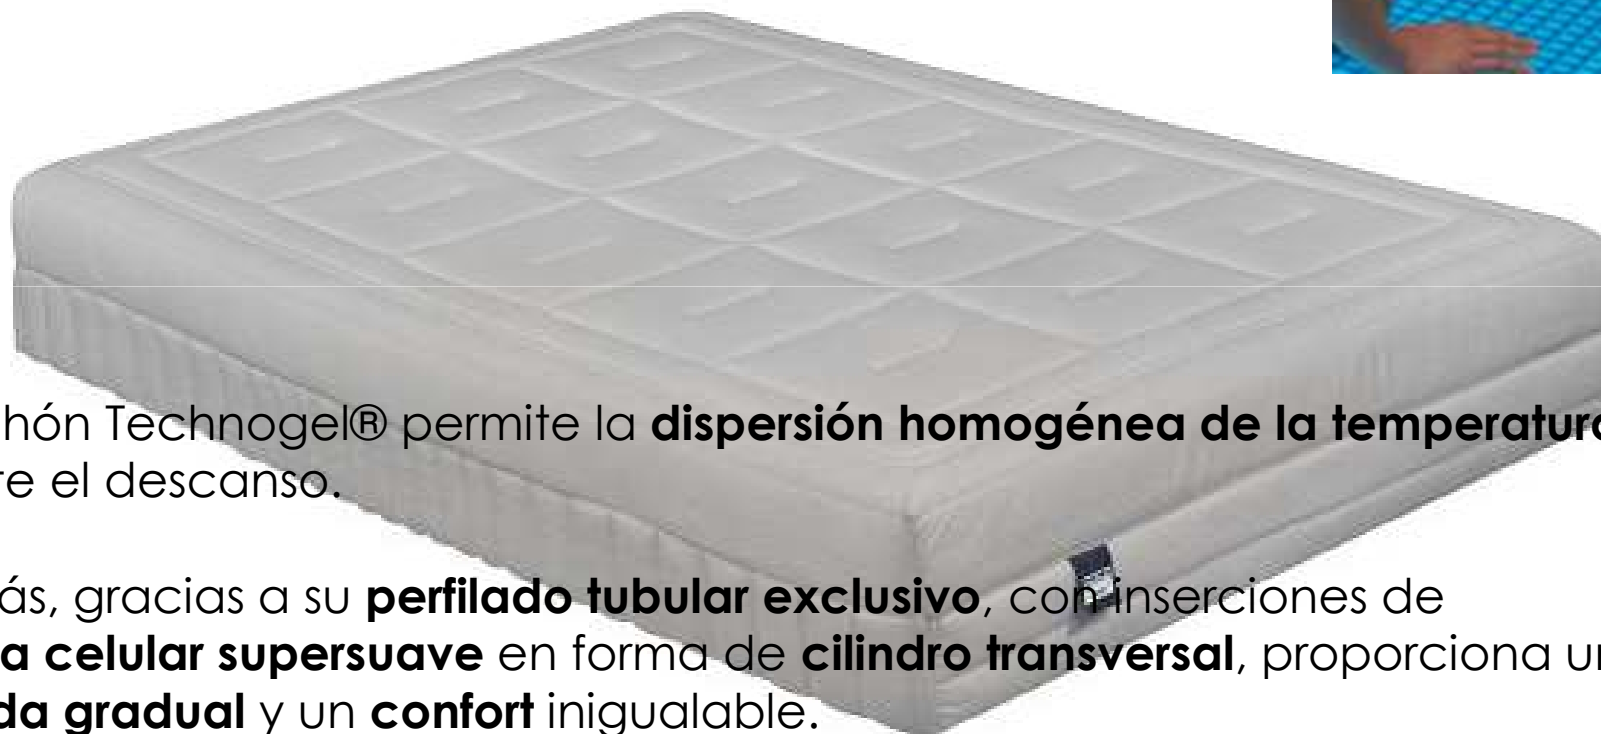 hón Technogel® permite la dispersión homogénea de la temperatura
re el descanso.
ás, gracias a su perfilado tubular exclusivo, con inserciones de
a celular supersuave en forma de cilindro transversal, proporciona un
da gradual y un confort inigualable.